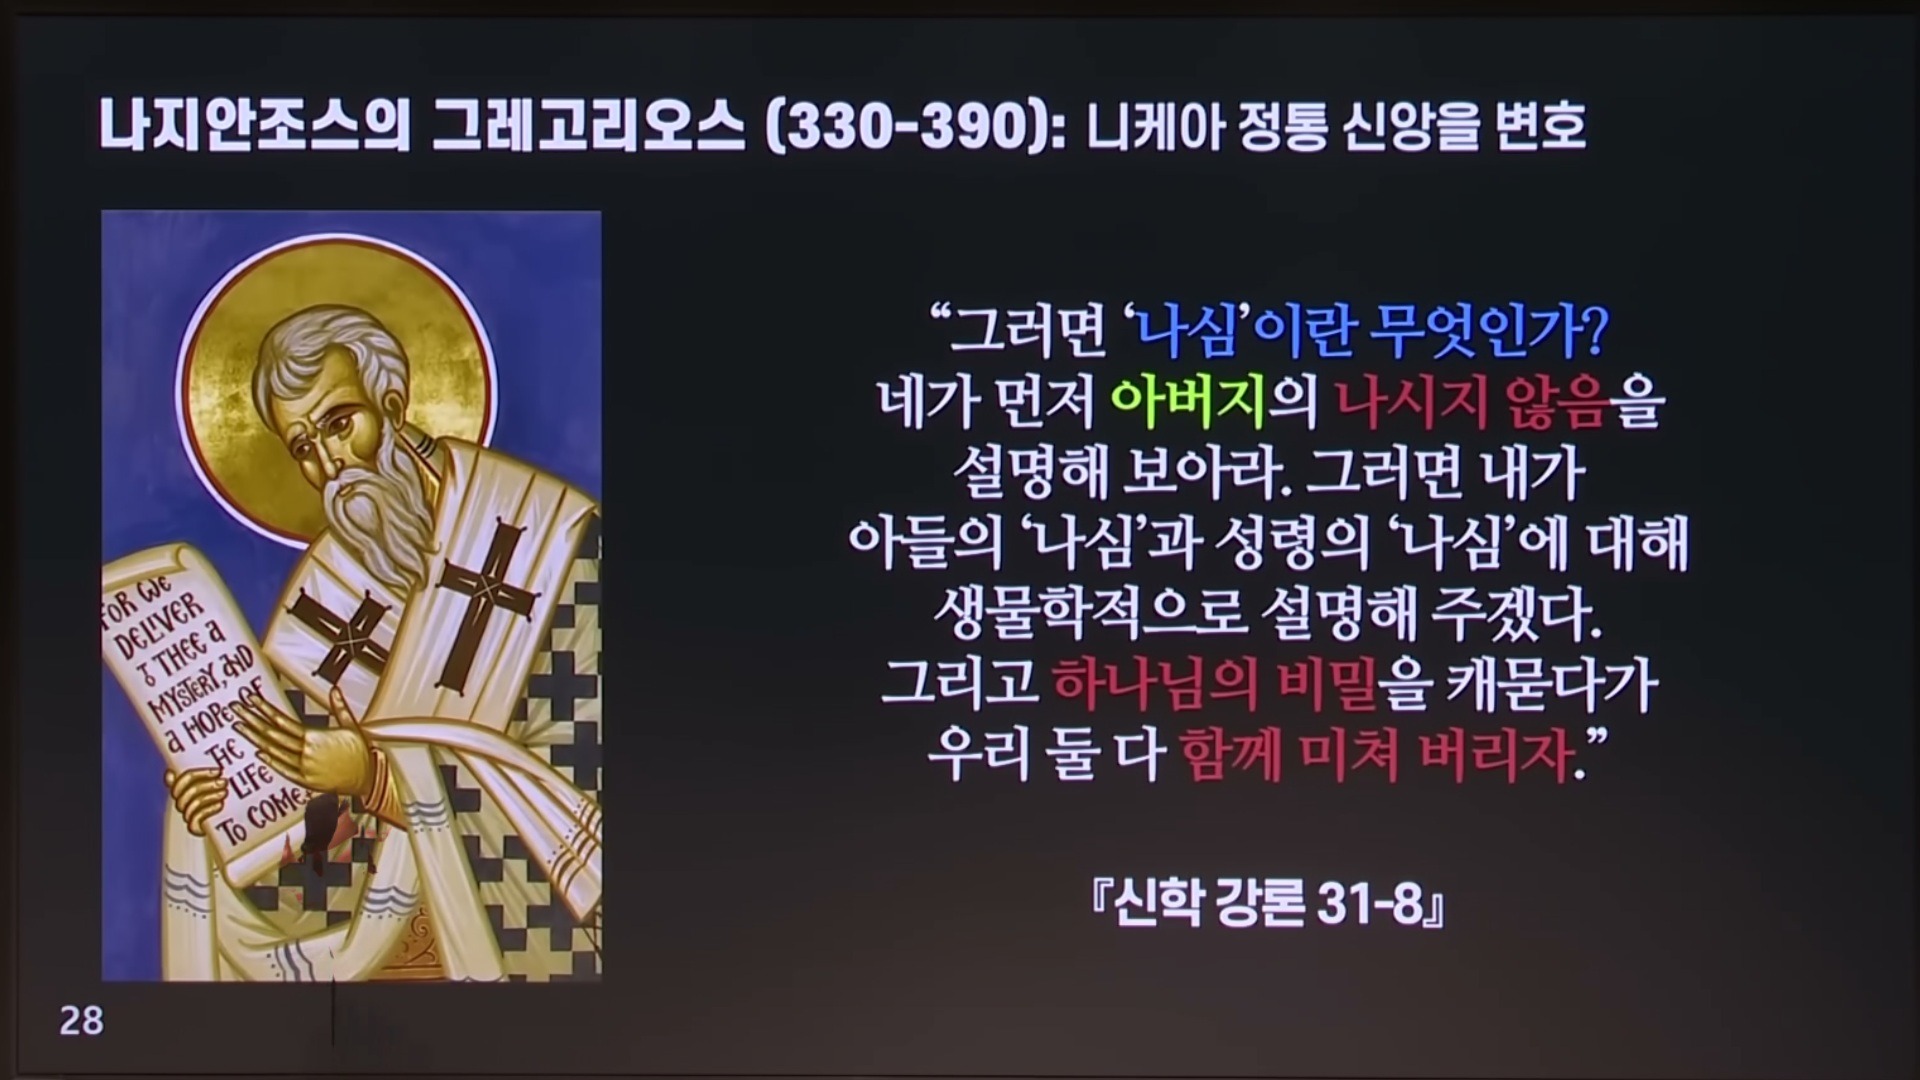 나지안조스의 그레고리오스 (330-390): 니케아 정통 신앙을 변호
FOR WE
DELIVER
T THEE a
MYSTERY, AND
a HOPE OF
THE
LIFE
TO COME
“그러면 ‘나심’이란 무엇인가?
네가 먼저 아버지의 나시지 않음을
설명해 보아라. 그러면 내가
아들의 ‘나심’과 성령의 ‘나심’에 대해
생물학적으로 설명해 주겠다.
그리고 하나님의 비밀을 캐묻다가
우리 둘 다 함께 미쳐 버리자.”
『신학 강론 31-8』
28